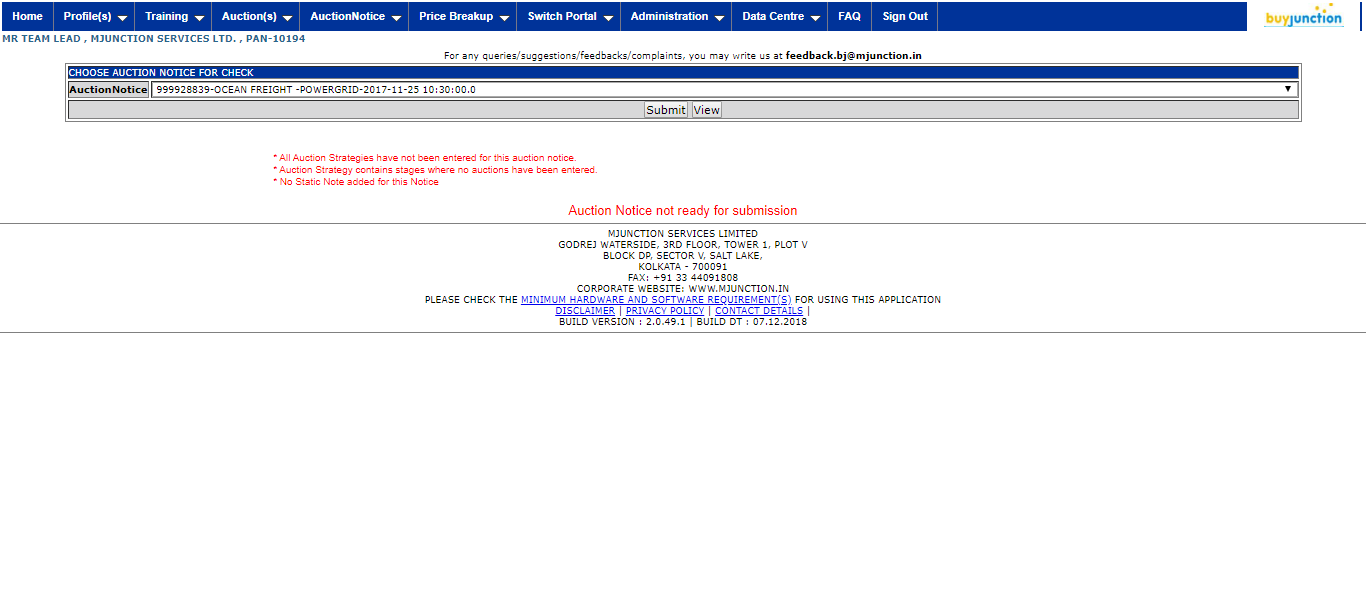 Home Profile(s) Training Auction(s) AuctionNotice Price Breakup Switch Portal Administration Data Centre FAQ Sign Out buyjunction
MR TEAM LEAD , MJUNCTION SERVICES LTD. , PAN-10194
For any queries/suggestions/feedbacks/complaints, you may write us at feedback.bj@mjunction.in
CHOOSE AUCTION NOTICE FOR CHECK
AuctionNotice 999928839-OCEAN FREIGHT -POWERGRID-2017-11-25 10:30:00.0
Submit View
* All Auction Strategies have not been entered for this auction notice.
* Auction Strategy contains stages where no auctions have been entered.
* No Static Note added for this Notice
Auction Notice not ready for submission
MJUNCTION SERVICES LIMITED
GODREJ WATERSIDE, 3RD FLOOR, TOWER 1, PLOT V
BLOCK DP, SECTOR V, SALT LAKE,
KOLKATA - 700091
FAX: +91 33 44091808
CORPORATE WEBSITE: WWW.MJUNCTION.IN
PLEASE CHECK THE MINIMUM HARDWARE AND SOFTWARE REQUIREMENT(S) FOR USING THIS APPLICATION
DISCLAIMER | PRIVACY POLICY | CONTACT DETAILS |
BUILD VERSION : 2.0.49.1 | BUILD DT : 07.12.2018